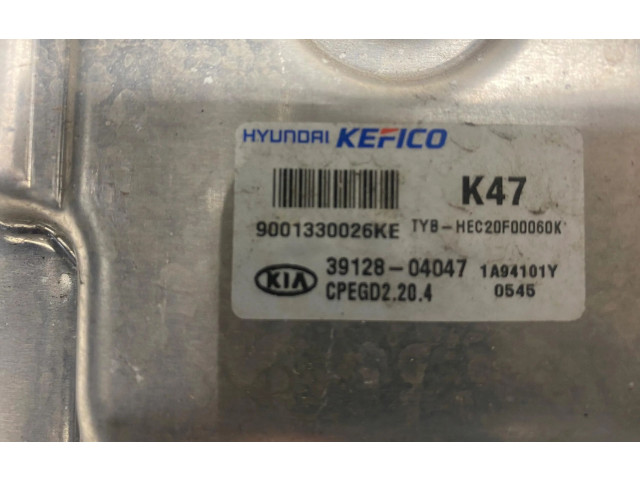 HYUNDAI KEFICO
K47
9001330026KE TYB-HEC20F00060K
KIA 39128-04047 1A94101Y
CPEGD2.20.4 0545